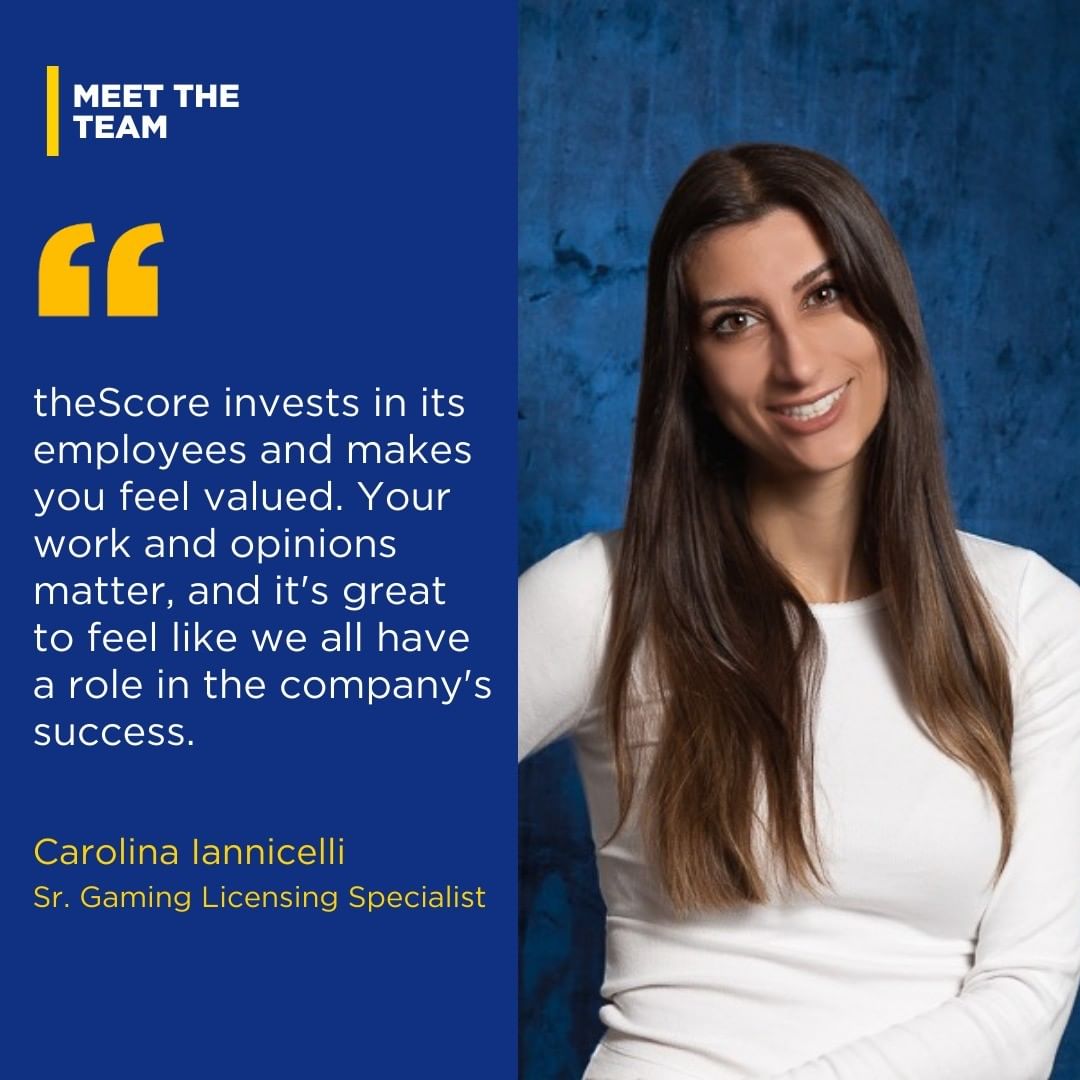 MEET THE
TEAM
“
theScore invests in its
employees and makes
you feel valued. Your
work and opinions
matter, and it's great
to feel like we all have
a role in the company's
success.
Carolina Iannicelli
Sr. Gaming Licensing Specialist